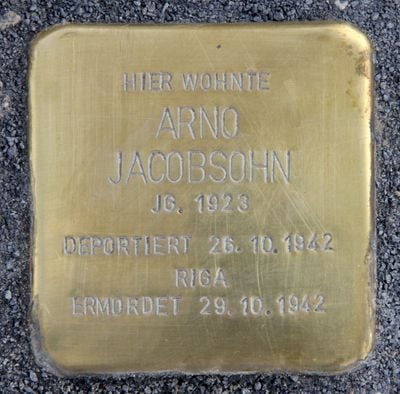 HIER WOHNTE
ARNO
JACOBSOHN
JG. 1923
DEPORTIERT 26.10.1942
RIGA
ERMORDET 29.10.1942